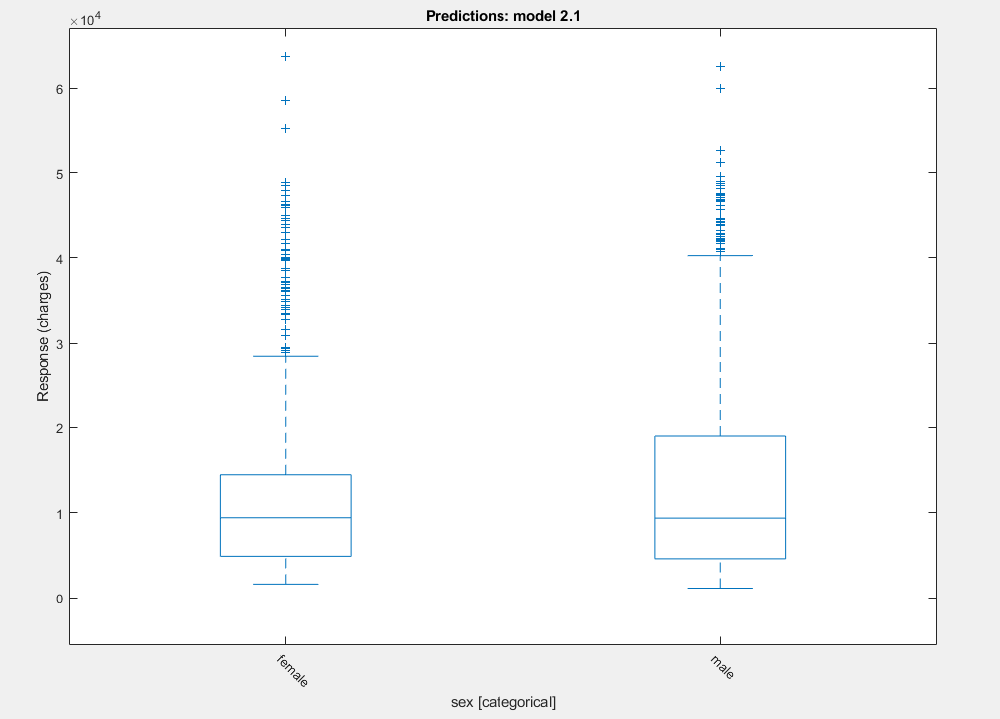 Predictions: model 2.1
×10^4
6
5
4
3
2
1
0
Response (charges)
female
male
sex [categorical]